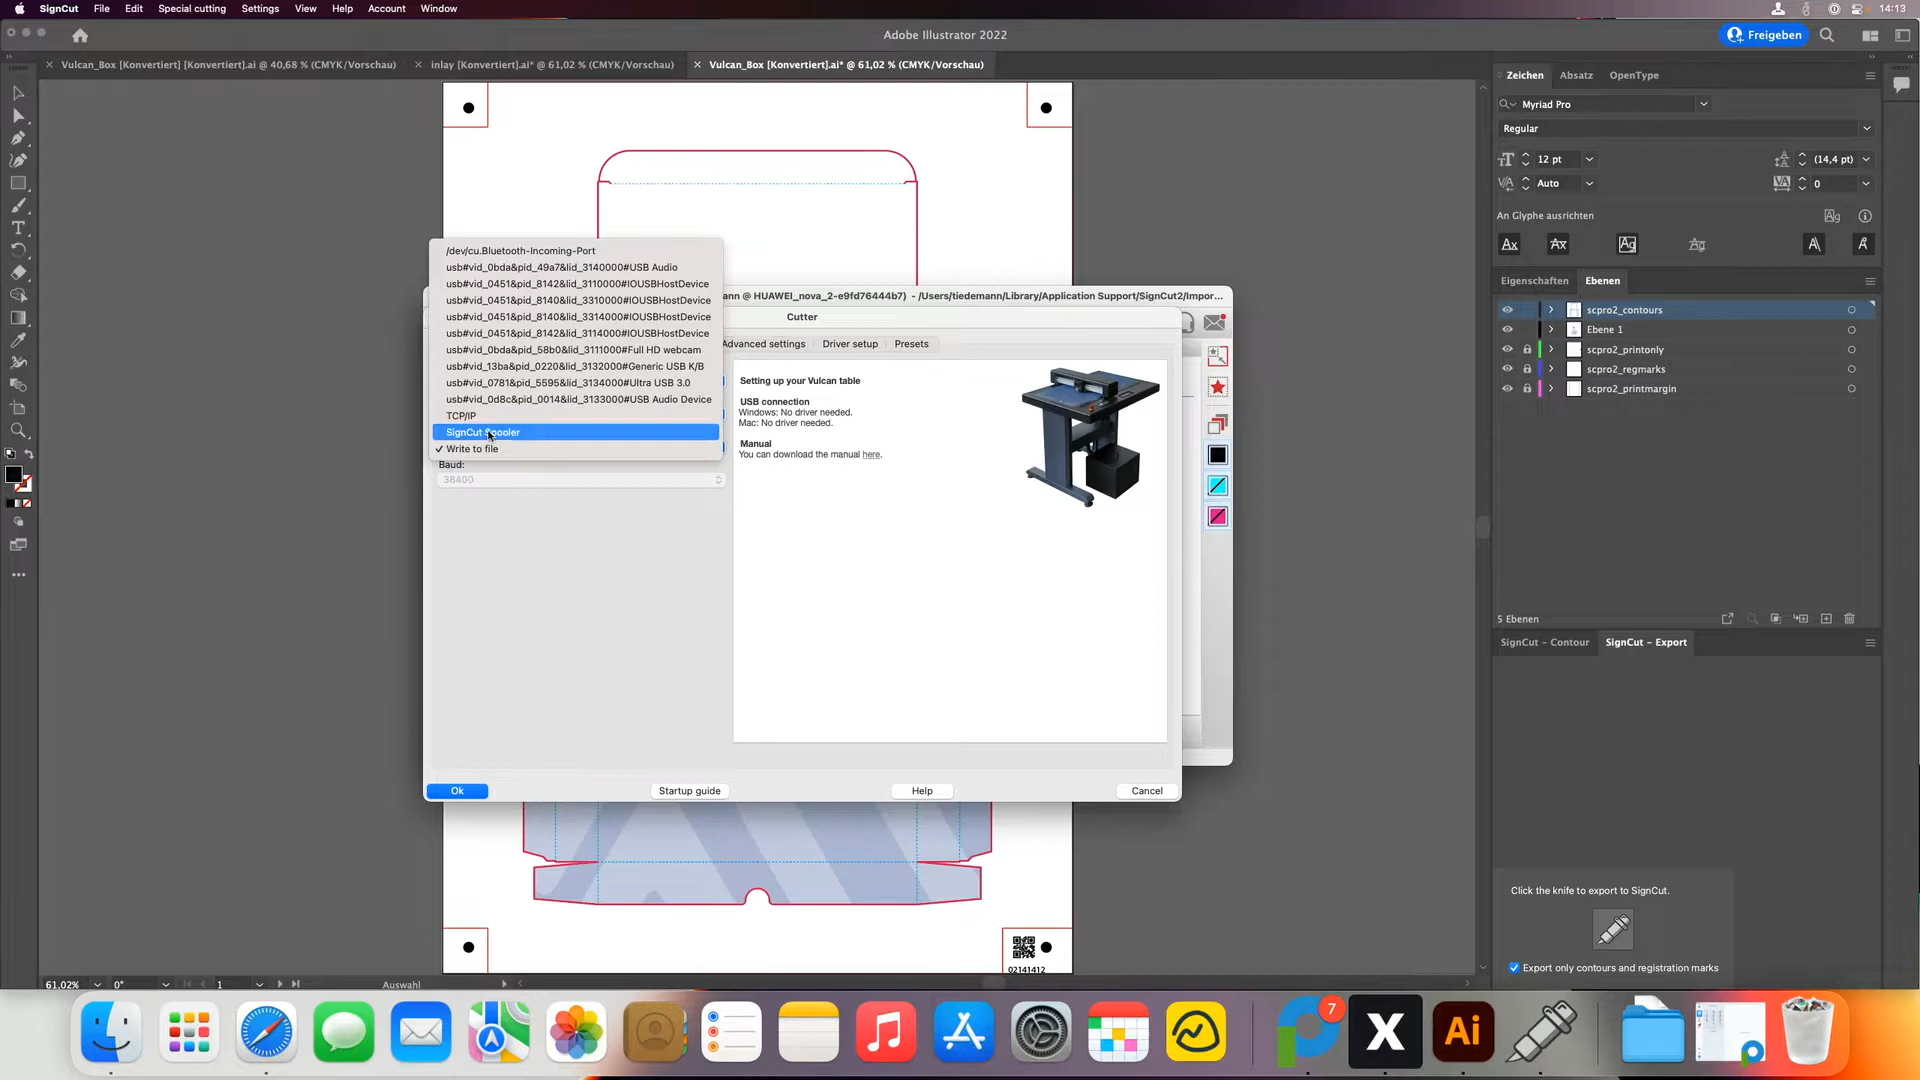 SignCut File Edit Special cutting Settings View Help Account Window
14:13
Adobe Illustrator 2022
Freigeben
Vulcan_Box [Konvertiert] [Konvertiert].ai @ 40,68 % (CMYK/Vorschau)
inlay [Konvertiert].ai* @ 61,02 % (CMYK/Vorschau)
Vulcan_Box [Konvertiert].ai* @ 61,02 % (CMYK/Vorschau)
Zeichen Absatz OpenType
Myriad Pro
Regular
12 pt
(14,4 pt)
Auto
0
An Glyphe ausrichten
Eigenschaften Ebenen
scpro2_contours
Ebene 1
scpro2_printonly
scpro2_regmarks
scpro2_printmargin
5 Ebenen
SignCut – Contour SignCut – Export
Click the knife to export to SignCut.
Export only contours and registration marks
/dev/cu.Bluetooth-Incoming-Port
usb#vid_0bda&pid_49a7&lid_3140000#USB Audio
usb#vid_0451&pid_8142&lid_3110000#IOUSBHostDevice
usb#vid_0451&pid_8140&lid_3310000#IOUSBHostDevice
usb#vid_0451&pid_8140&lid_3314000#IOUSBHostDevice
usb#vid_0451&pid_8142&lid_3114000#IOUSBHostDevice
usb#vid_0bda&pid_58b0&lid_3111000#Full HD webcam
usb#vid_13ba&pid_0220&lid_3132000#Generic USB K/B
usb#vid_0781&pid_5595&lid_3134000#Ultra USB 3.0
usb#vid_0d8c&pid_0014&lid_3133000#USB Audio Device
TCP/IP
SignCut Spooler
Write to file
Baud:
38400
ann @ HUAWEI_nova_2-e9fd76444b7) - /Users/tiedemann/Library/Application Support/SignCut2/Impor...
Cutter
Advanced settings Driver setup Presets
Setting up your Vulcan table
USB connection
Windows: No driver needed.
Mac: No driver needed.
Manual
You can download the manual here.
Ok
Startup guide
Help
Cancel
02141412
61,02%
0°
1
Auswahl
7
Ai